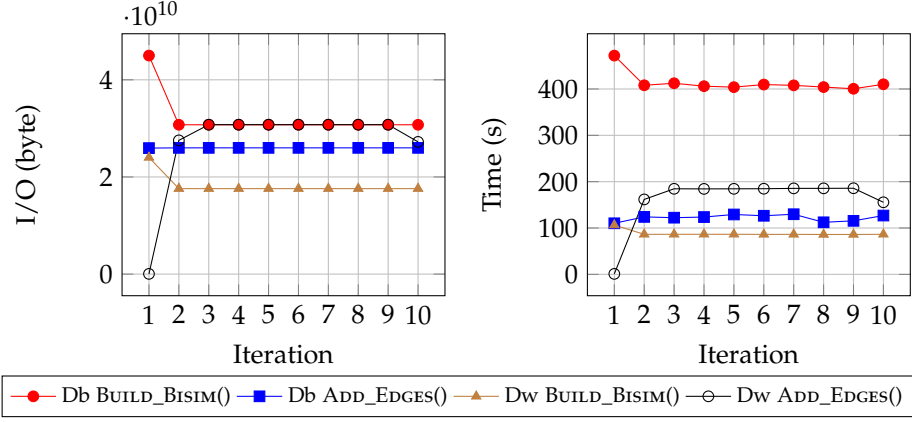 ·10^10
I/O (byte)
4
2
0
1 2 3 4 5 6 7 8 9 10
Iteration
Time (s)
400
300
200
100
0
1 2 3 4 5 6 7 8 9 10
Iteration
Db BUILD_BISIM() Db ADD_EDGES() Dw BUILD_BISIM() Dw ADD_EDGES()